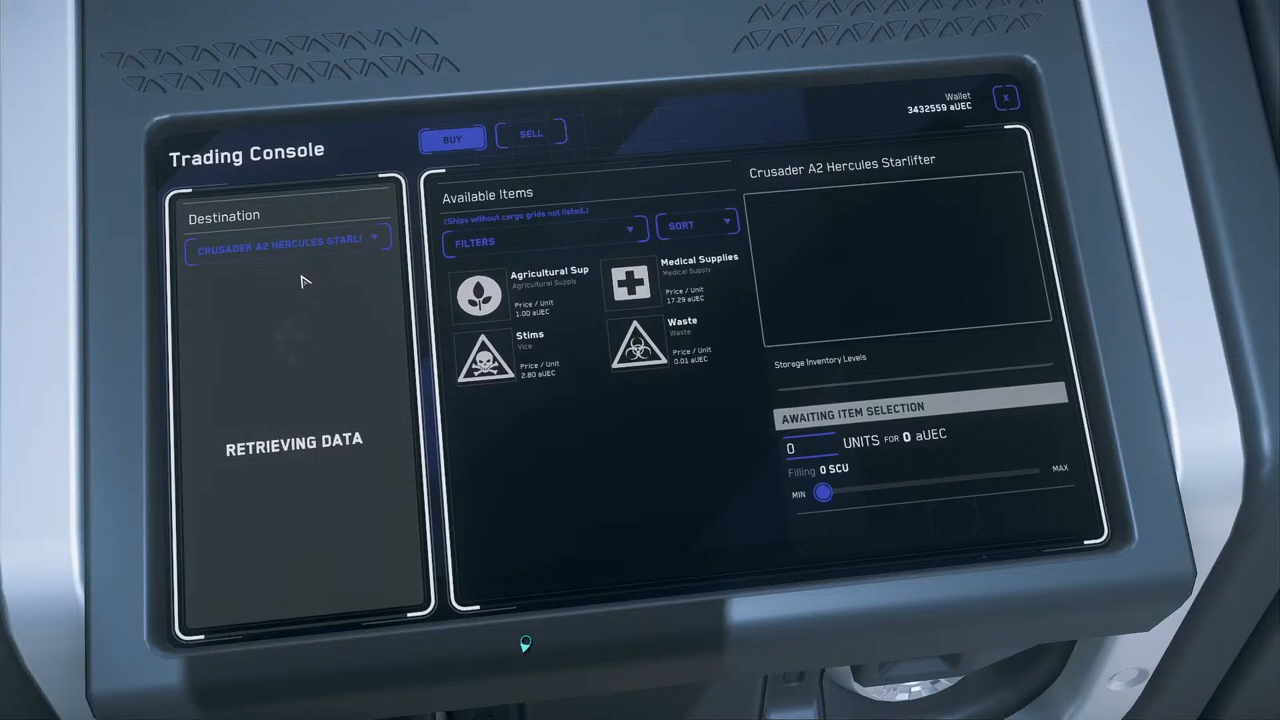 Trading Console
BUY
SELL
Wallet
3432559 aUEC
X
Destination
CRUSADER A2 HERCULES STARLI
RETRIEVING DATA
Available Items
(Ships without cargo grids not listed.)
FILTERS
SORT
Agricultural Sup
Agricultural Supply
Price / Unit
1.00 aUEC
Medical Supplies
Medical Supply
Price / Unit
17.29 aUEC
Stims
Vice
Price / Unit
2.80 aUEC
Waste
Waste
Price / Unit
0.01 aUEC
Crusader A2 Hercules Starlifter
Storage Inventory Levels
AWAITING ITEM SELECTION
0 UNITS FOR 0 aUEC
Filling 0 SCU
MIN
MAX